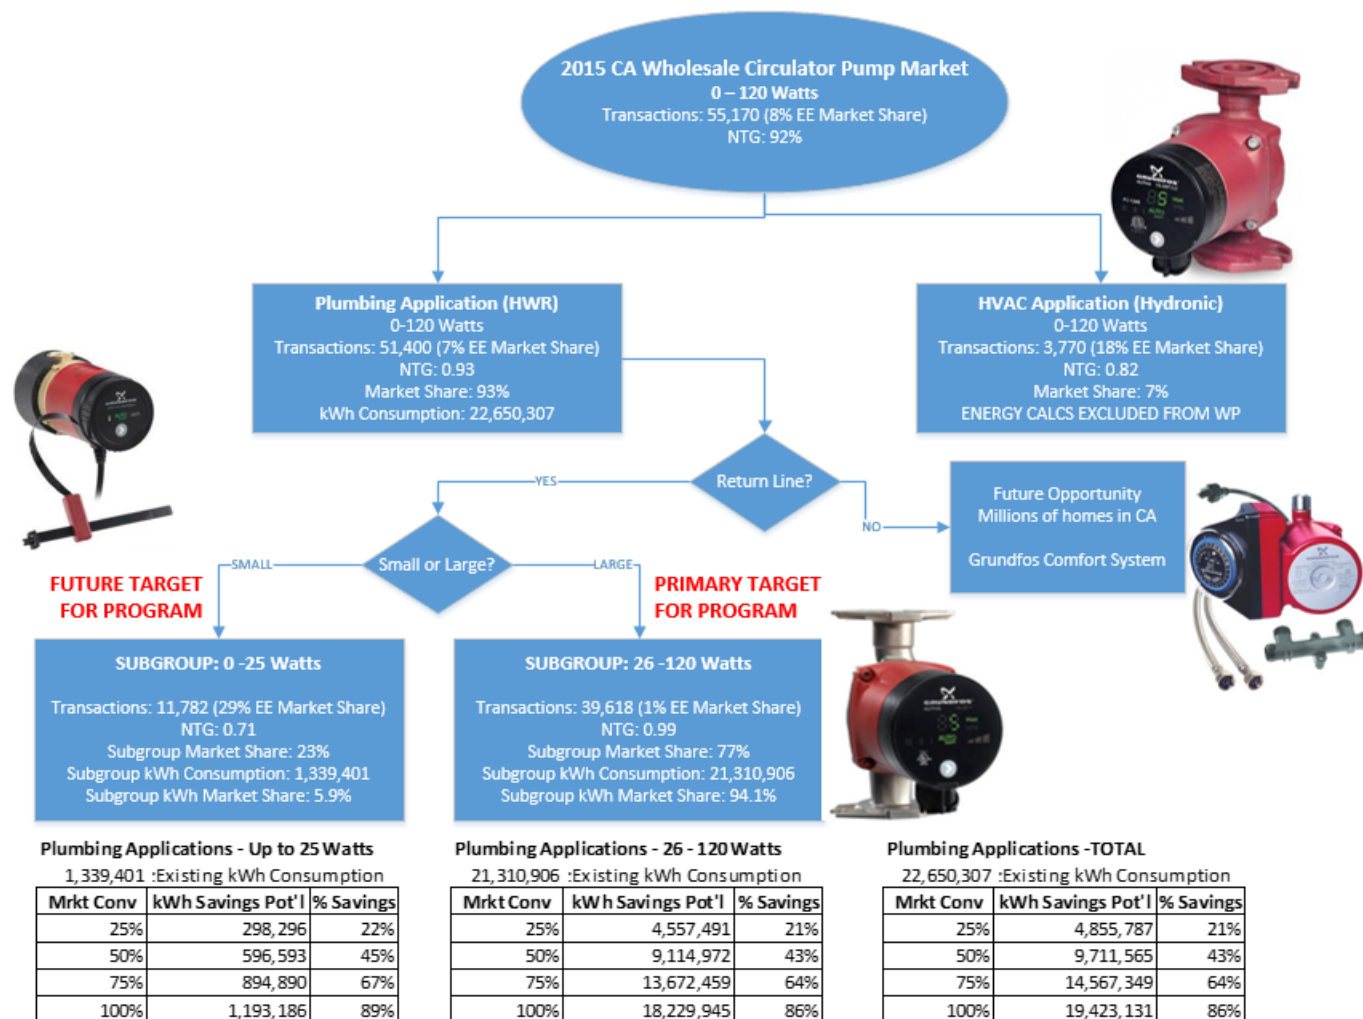 2015 CA Wholesale Circulator Pump Market
0 – 120 Watts
Transactions: 55,170 (8% EE Market Share)
NTG: 92%
Plumbing Application (HWR)
0-120 Watts
Transactions: 51,400 (7% EE Market Share)
NTG: 0.93
Market Share: 93%
kWh Consumption: 22,650,307
HVAC Application (Hydronic)
0-120 Watts
Transactions: 3,770 (18% EE Market Share)
NTG: 0.82
Market Share: 7%
ENERGY CALCS EXCLUDED FROM WP
Return Line?
YES
NO
Future Opportunity
Millions of homes in CA
Grundfos Comfort System
Small or Large?
SMALL
LARGE
FUTURE TARGET
FOR PROGRAM
PRIMARY TARGET
FOR PROGRAM
SUBGROUP: 0 -25 Watts
Transactions: 11,782 (29% EE Market Share)
NTG: 0.71
Subgroup Market Share: 23%
Subgroup kWh Consumption: 1,339,401
Subgroup kWh Market Share: 5.9%
SUBGROUP: 26 -120 Watts
Transactions: 39,618 (1% EE Market Share)
NTG: 0.99
Subgroup Market Share: 77%
Subgroup kWh Consumption: 21,310,906
Subgroup kWh Market Share: 94.1%
GRUNDFOS
AUTO
GRUNDFOS
AUTO
Plumbing Applications - Up to 25 Watts
1,339,401 :Existing kWh Consumption
Mrkt Conv kWh Savings Pot'l % Savings
25% 298,296 22%
50% 596,593 45%
75% 894,890 67%
100% 1,193,186 89%
Plumbing Applications - 26 - 120 Watts
21,310,906 :Existing kWh Consumption
Mrkt Conv kWh Savings Pot'l % Savings
25% 4,557,491 21%
50% 9,114,972 43%
75% 13,672,459 64%
100% 18,229,945 86%
Plumbing Applications -TOTAL
22,650,307 :Existing kWh Consumption
Mrkt Conv kWh Savings Pot'l % Savings
25% 4,855,787 21%
50% 9,711,565 43%
75% 14,567,349 64%
100% 19,423,131 86%